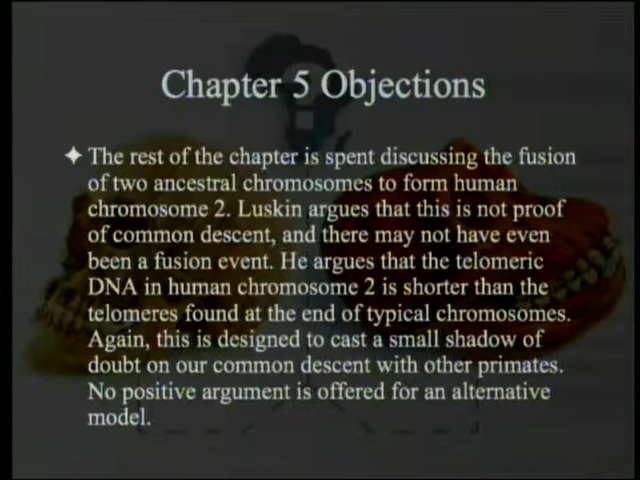 Chapter 5 Objections
✦ The rest of the chapter is spent discussing the fusion
of two ancestral chromosomes to form human
chromosome 2. Luskin argues that this is not proof
of common descent, and there may not have even
been a fusion event. He argues that the telomeric
DNA in human chromosome 2 is shorter than the
telomeres found at the end of typical chromosomes.
Again, this is designed to cast a small shadow of
doubt on our common descent with other primates.
No positive argument is offered for an alternative
model.